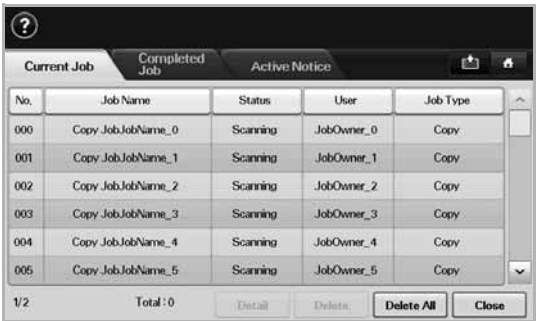 ?
Current Job Completed Job Active Notice
No. Job Name Status User Job Type
000 Copy JobJobName_0 Scanning JobOwner_0 Copy
001 Copy JobJobName_1 Scanning JobOwner_1 Copy
002 Copy JobJobName_2 Scanning JobOwner_2 Copy
003 Copy JobJobName_3 Scanning JobOwner_3 Copy
004 Copy JobJobName_4 Scanning JobOwner_4 Copy
005 Copy JobJobName_5 Scanning JobOwner_5 Copy
1/2 Total : 0 Detail Delete Delete All Close